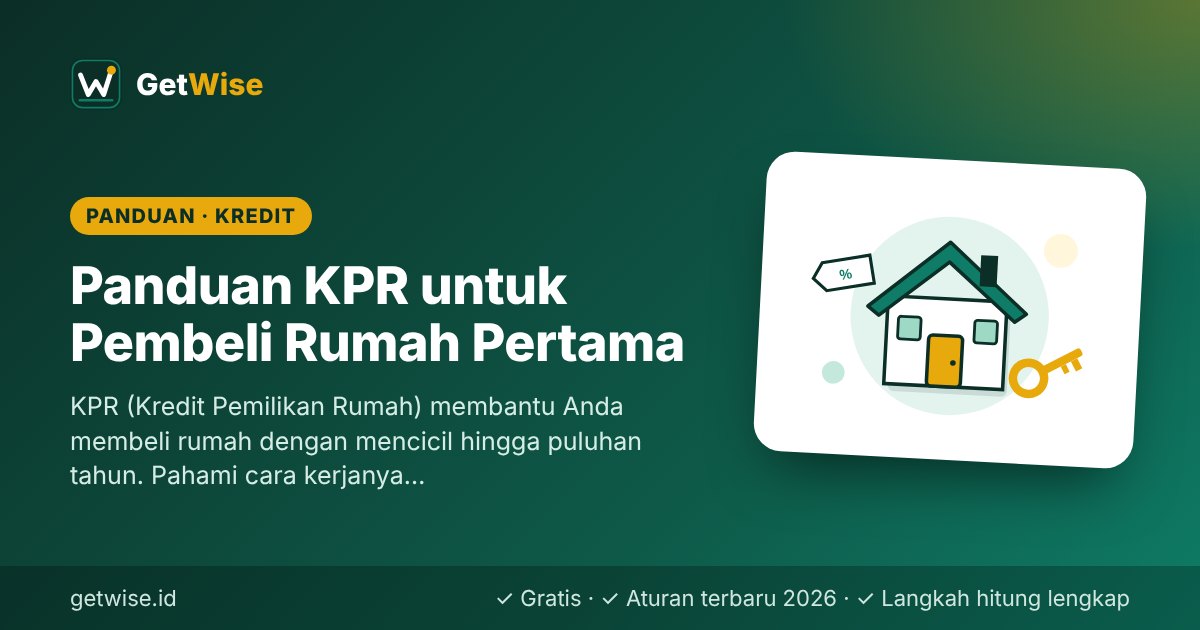 GetWise
PANDUAN · KREDIT
Panduan KPR untuk
Pembeli Rumah Pertama
KPR (Kredit Pemilikan Rumah) membantu Anda
membeli rumah dengan mencicil hingga puluhan
tahun. Pahami cara kerjanya...
%
getwise.id
✓ Gratis · ✓ Aturan terbaru 2026 · ✓ Langkah hitung lengkap